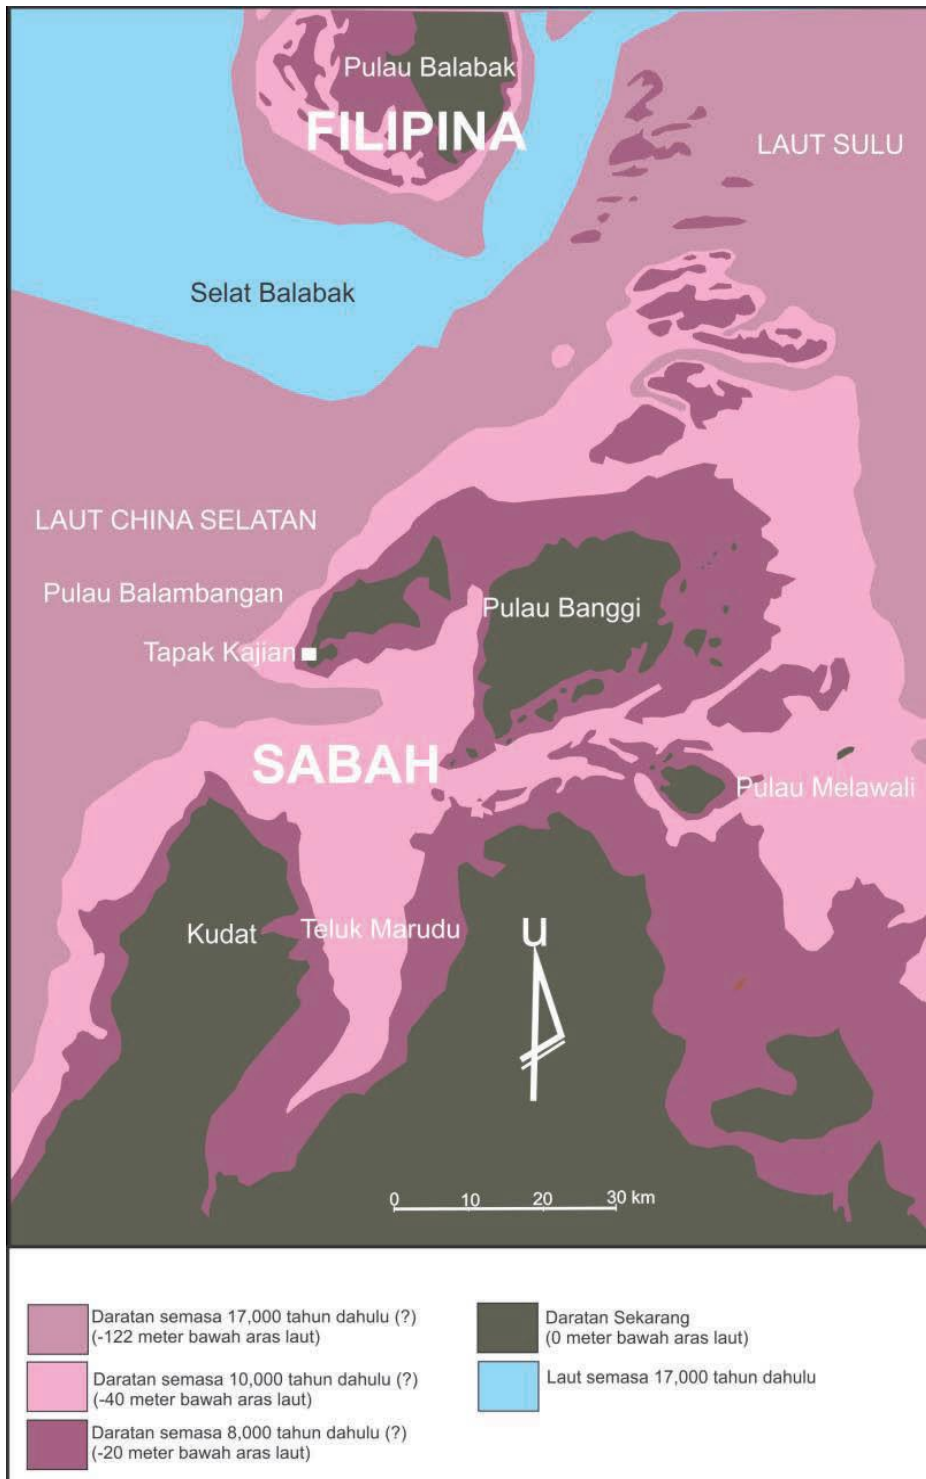 Pulau Balabak
FILIPINA
LAUT SULU
Selat Balabak
LAUT CHINA SELATAN
Pulau Balambangan
Pulau Banggi
Tapak Kajian
SABAH
Pulau Melawali
Kudat
Teluk Marudu
U
0 10 20 30 km
Daratan semasa 17,000 tahun dahulu (?)
(-122 meter bawah aras laut)
Daratan semasa 10,000 tahun dahulu (?)
(-40 meter bawah aras laut)
Daratan semasa 8,000 tahun dahulu (?)
(-20 meter bawah aras laut)
Daratan Sekarang
(0 meter bawah aras laut)
Laut semasa 17,000 tahun dahulu